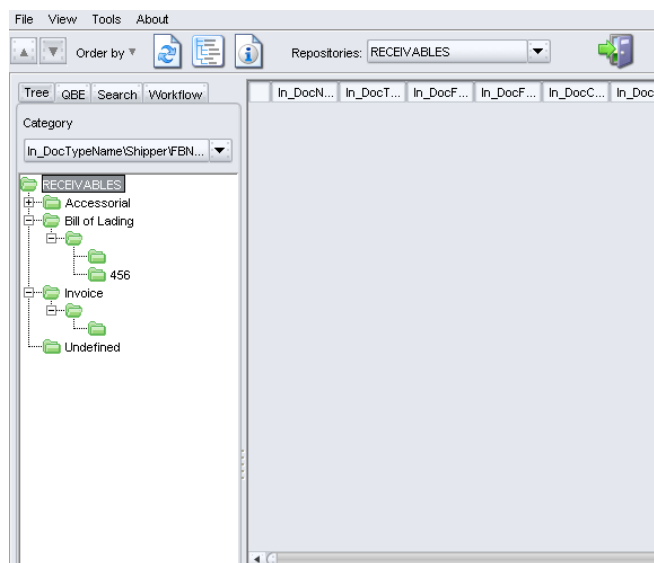 File View Tools About
Order by Repositories: RECEIVABLES
Tree QBE Search Workflow
In_DocN... In_DocT... In_DocF... In_DocF... In_DocC... In_Doc
Category
In_DocTypeName\Shipper\FBN...
RECEIVABLES
Accessorial
Bill of Lading
456
Invoice
Undefined